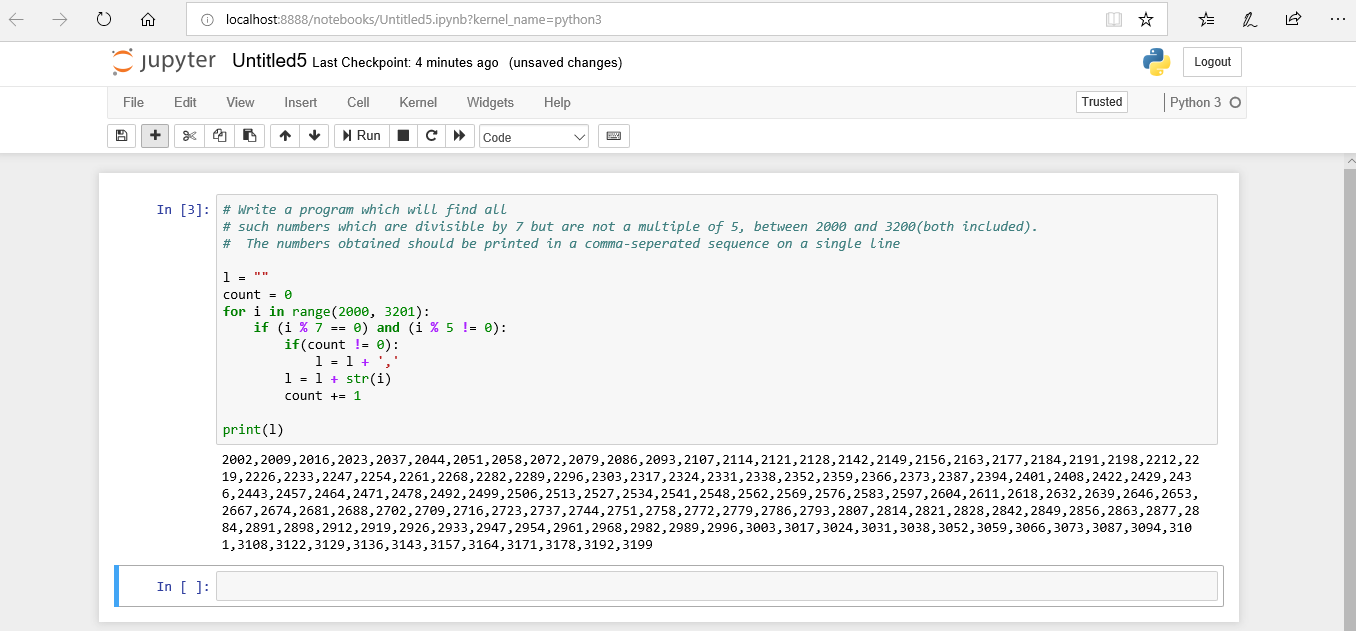 localhost:8888/notebooks/Untitled5.ipynb?kernel_name=python3
jupyter Untitled5 Last Checkpoint: 4 minutes ago (unsaved changes) Logout
File Edit View Insert Cell Kernel Widgets Help Trusted Python 3
Run Code
In [3]: # Write a program which will find all
# such numbers which are divisible by 7 but are not a multiple of 5, between 2000 and 3200(both included).
#  The numbers obtained should be printed in a comma-seperated sequence on a single line
l = ""
count = 0
for i in range(2000, 3201):
    if (i % 7 == 0) and (i % 5 != 0):
        if(count != 0):
            l = l + ','
        l = l + str(i)
        count += 1
print(l)
2002,2009,2016,2023,2037,2044,2051,2058,2072,2079,2086,2093,2107,2114,2121,2128,2142,2149,2156,2163,2177,2184,2191,2198,2212,22
19,2226,2233,2247,2254,2261,2268,2282,2289,2296,2303,2317,2324,2331,2338,2352,2359,2366,2373,2387,2394,2401,2408,2422,2429,243
6,2443,2457,2464,2471,2478,2492,2499,2506,2513,2527,2534,2541,2548,2562,2569,2576,2583,2597,2604,2611,2618,2632,2639,2646,2653,
2667,2674,2681,2688,2702,2709,2716,2723,2737,2744,2751,2758,2772,2779,2786,2793,2807,2814,2821,2828,2842,2849,2856,2863,2877,28
84,2891,2898,2912,2919,2926,2933,2947,2954,2961,2968,2982,2989,2996,3003,3017,3024,3031,3038,3052,3059,3066,3073,3087,3094,310
1,3108,3122,3129,3136,3143,3157,3164,3171,3178,3192,3199
In [ ]: